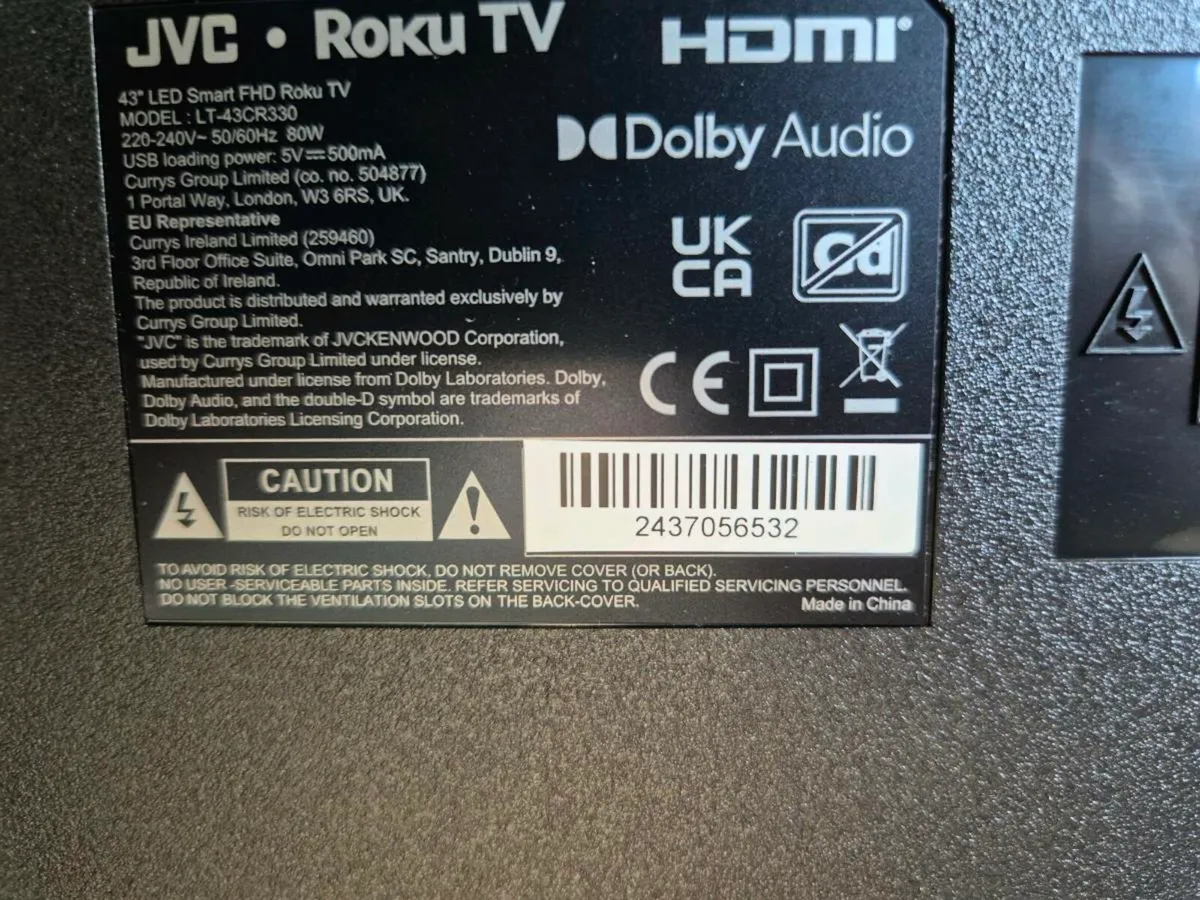 JVC • ROKU TV
HDMI
43" LED Smart FHD Roku TV
MODEL : LT-43CR330
220-240V~ 50/60Hz 80W
USB loading power: 5V⎓500mA
Currys Group Limited (co. no. 504877)
1 Portal Way, London, W3 6RS, UK.
EU Representative
Currys Ireland Limited (259460)
3rd Floor Office Suite, Omni Park SC, Santry, Dublin 9,
Republic of Ireland.
The product is distributed and warranted exclusively by
Currys Group Limited.
"JVC" is the trademark of JVCKENWOOD Corporation,
used by Currys Group Limited under license.
Manufactured under license from Dolby Laboratories. Dolby,
Dolby Audio, and the double-D symbol are trademarks of
Dolby Laboratories Licensing Corporation.
Dolby Audio
UK
CA
Cd
CE
CAUTION
RISK OF ELECTRIC SHOCK
DO NOT OPEN
2437056532
TO AVOID RISK OF ELECTRIC SHOCK, DO NOT REMOVE COVER (OR BACK).
NO USER -SERVICEABLE PARTS INSIDE. REFER SERVICING TO QUALIFIED SERVICING PERSONNEL.
DO NOT BLOCK THE VENTILATION SLOTS ON THE BACK-COVER.
Made in China